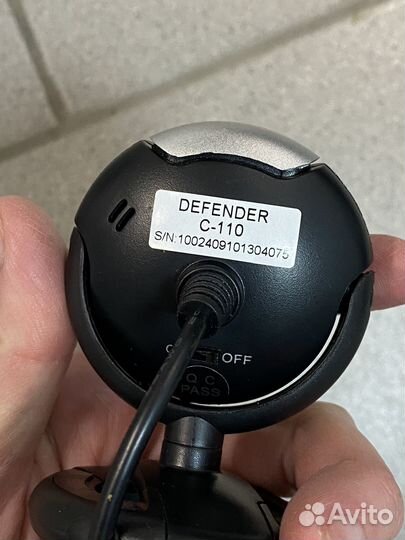 DEFENDER
C-110
S/N:1002409101304075
OFF
Q C
PASS
Avito